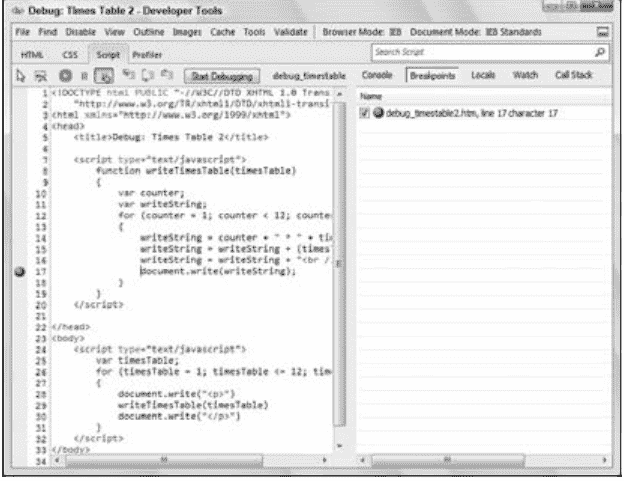 Debug: Times Table 2 - Developer Tools
File Find Disable View Outline Images Cache Tools Validate Browser Mode: IE8 Document Mode: IE8 Standards
HTML CSS Script Profiler Search Script
Start Debugging debug_timestable Console Breakpoints Locals Watch Call Stack
Name
debug_timestable2.htm, line 17 character 17
1 <!DOCTYPE html PUBLIC "-//W3C//DTD XHTML 1.0 Trans
2 "http://www.w3.org/TR/xhtml1/DTD/xhtml1-transi
3 <html xmlns="http://www.w3.org/1999/xhtml">
4 <head>
5 <title>Debug: Times Table 2</title>
6
7 <script type="text/javascript">
8 function writeTimesTable(timesTable)
9 {
10 var counter;
11 var writeString;
12 for (counter = 1; counter < 12; counte
13 {
14 writeString = counter + " * " + ti
15 writeString = writeString + (times
16 writeString = writeString + "<br /
17 document.write(writeString);
18 }
19 }
20 </script>
21
22 </head>
23 <body>
24 <script type="text/javascript">
25 var timesTable;
26 for (timesTable = 1; timesTable <= 12; tim
27 {
28 document.write("<p>")
29 writeTimesTable(timesTable)
30 document.write("</p>")
31 }
32 </script>
33 </body>
34